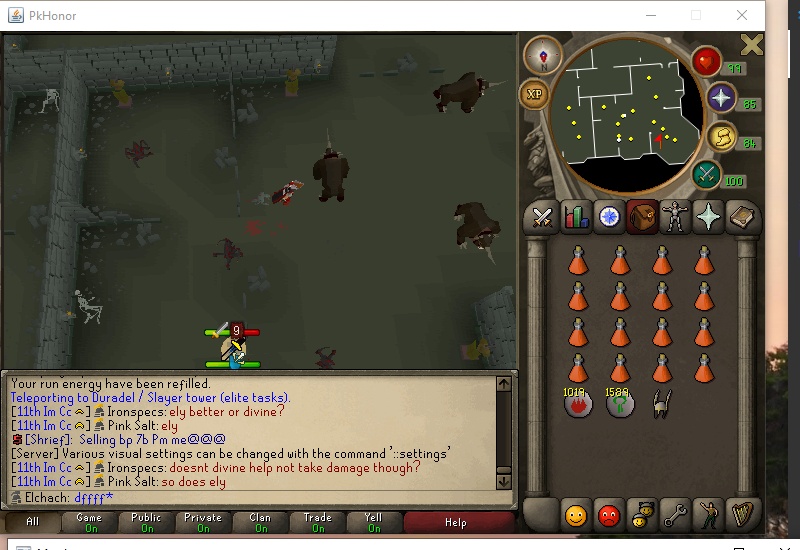 PkHonor
XP
99
85
84
100
9
1019
1589
Your run energy have been refilled.
Teleporting to Duradel / Slayer tower (elite tasks).
[11th Im Cc] Ironspecs: ely better or divine?
[11th Im Cc] Pink Salt: ely
[Shrief]: Selling bp 7b Pm me@@@
[Server] Various visual settings can be changed with the command '::settings'
[11th Im Cc] Ironspecs: doesnt divine help not take damage though?
[11th Im Cc] Pink Salt: so does ely
Elchach: dffff*
All
Game
On
Public
On
Private
On
Clan
On
Trade
On
Yell
On
Help